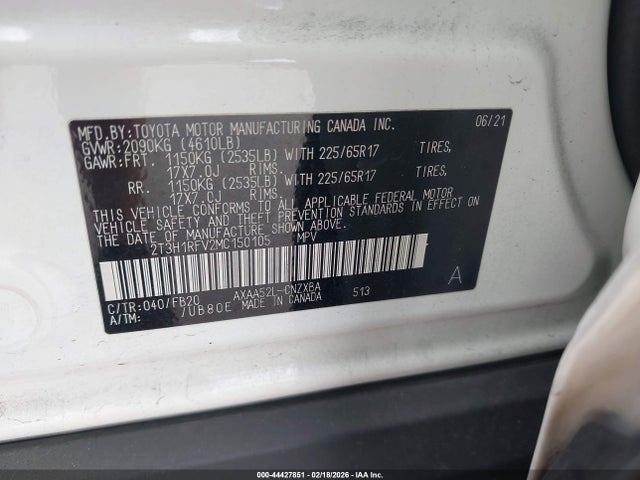 MFD.BY:TOYOTA MOTOR MANUFACTURING CANADA INC. 06/21
GVWR:2090KG (4610LB)
GAWR:FRT. 1150KG (2535LB) WITH 225/65R17 TIRES,
17X7.0J RIMS.
RR. 1150KG (2535LB) WITH 225/65R17 TIRES,
17X7.0J RIMS.
THIS VEHICLE CONFORMS TO ALL APPLICABLE FEDERAL MOTOR
VEHICLE SAFETY AND THEFT PREVENTION STANDARDS IN EFFECT
ON THE DATE OF MANUFACTURE SHOWN ABOVE.
2T3H1RFV2MC150105 MPV
C/TR:040/FB20 AXAA52L-CNZXBA 513 A
A/TM: /UB80E MADE IN CANADA
000-44427851 - 02/18/2026 - IAA Inc.